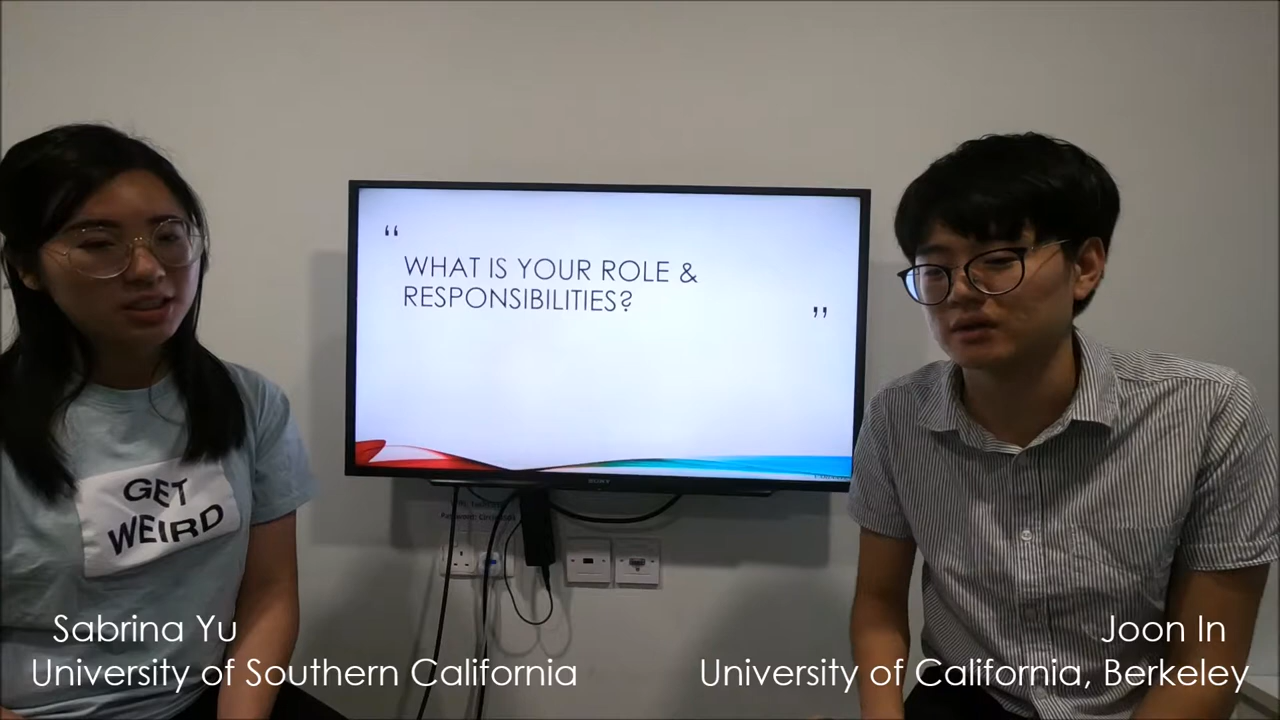 “
WHAT IS YOUR ROLE &
RESPONSIBILITIES?
”
SONY
GET
WEIRD
Sabrina Yu
University of Southern California
Joon In
University of California, Berkeley